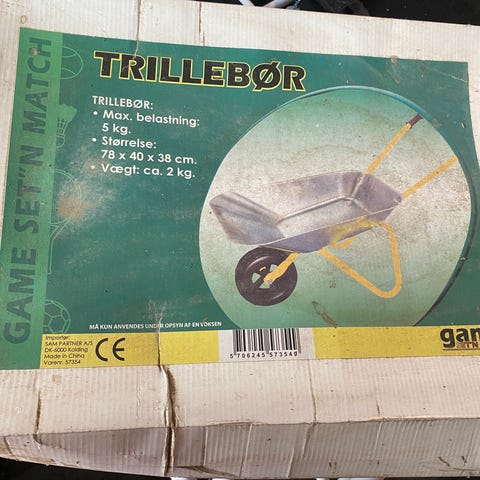 GAME SET'N MATCH
TRILLEBØR
TRILLEBØR:
• Max. belastning:
5 kg.
• Størrelse:
78 x 40 x 38 cm.
• Vægt: ca. 2 kg.
MÅ KUN ANVENDES UNDER OPSYN AF EN VOKSEN
Importør:
SAM PARTNER A/S
DK-6000 Kolding
Made in China
Varenr. 57354
CE
5 706245 573549